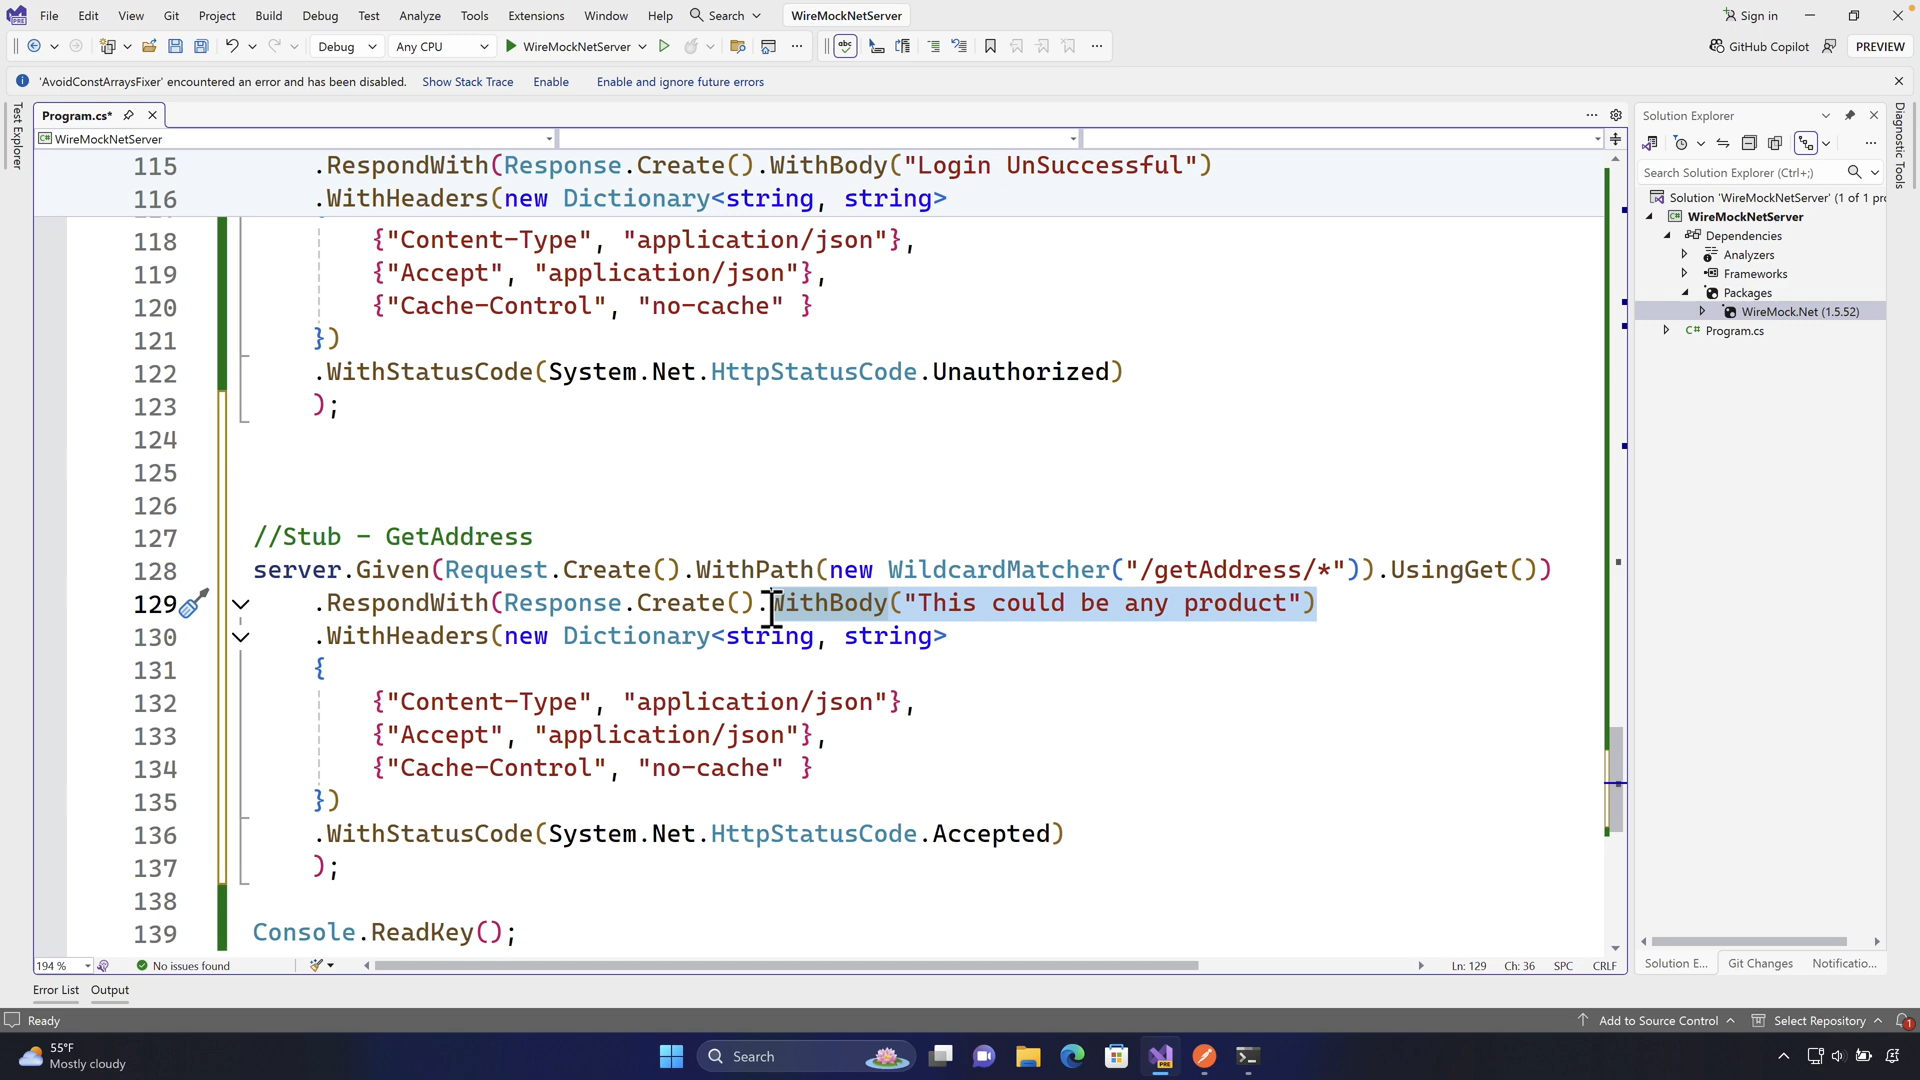 File Edit View Git Project Build Debug Test Analyze Tools Extensions Window Help Search WireMockNetServer Sign in
Debug Any CPU WireMockNetServer abc GitHub Copilot PREVIEW
'AvoidConstArraysFixer' encountered an error and has been disabled. Show Stack Trace Enable Enable and ignore future errors
Test Explorer
Program.cs*
WireMockNetServer
115 .RespondWith(Response.Create().WithBody("Login UnSuccessful")
116 .WithHeaders(new Dictionary<string, string>
118 {"Content-Type", "application/json"},
119 {"Accept", "application/json"},
120 {"Cache-Control", "no-cache" }
121 })
122 .WithStatusCode(System.Net.HttpStatusCode.Unauthorized)
123 );
124
125
126
127 //Stub - GetAddress
128 server.Given(Request.Create().WithPath(new WildcardMatcher("/getAddress/*")).UsingGet())
129 .RespondWith(Response.Create().WithBody("This could be any product")
130 .WithHeaders(new Dictionary<string, string>
131 {
132 {"Content-Type", "application/json"},
133 {"Accept", "application/json"},
134 {"Cache-Control", "no-cache" }
135 })
136 .WithStatusCode(System.Net.HttpStatusCode.Accepted)
137 );
138
139 Console.ReadKey();
194 % No issues found Ln: 129 Ch: 36 SPC CRLF
Solution Explorer
Search Solution Explorer (Ctrl+;)
Solution 'WireMockNetServer' (1 of 1 pro
C# WireMockNetServer
Dependencies
Analyzers
Frameworks
Packages
WireMock.Net (1.5.52)
C# Program.cs
Solution E... Git Changes Notificatio...
Diagnostic Tools
Error List Output
Ready Add to Source Control Select Repository 1
55°F
Mostly cloudy
Search
PRE